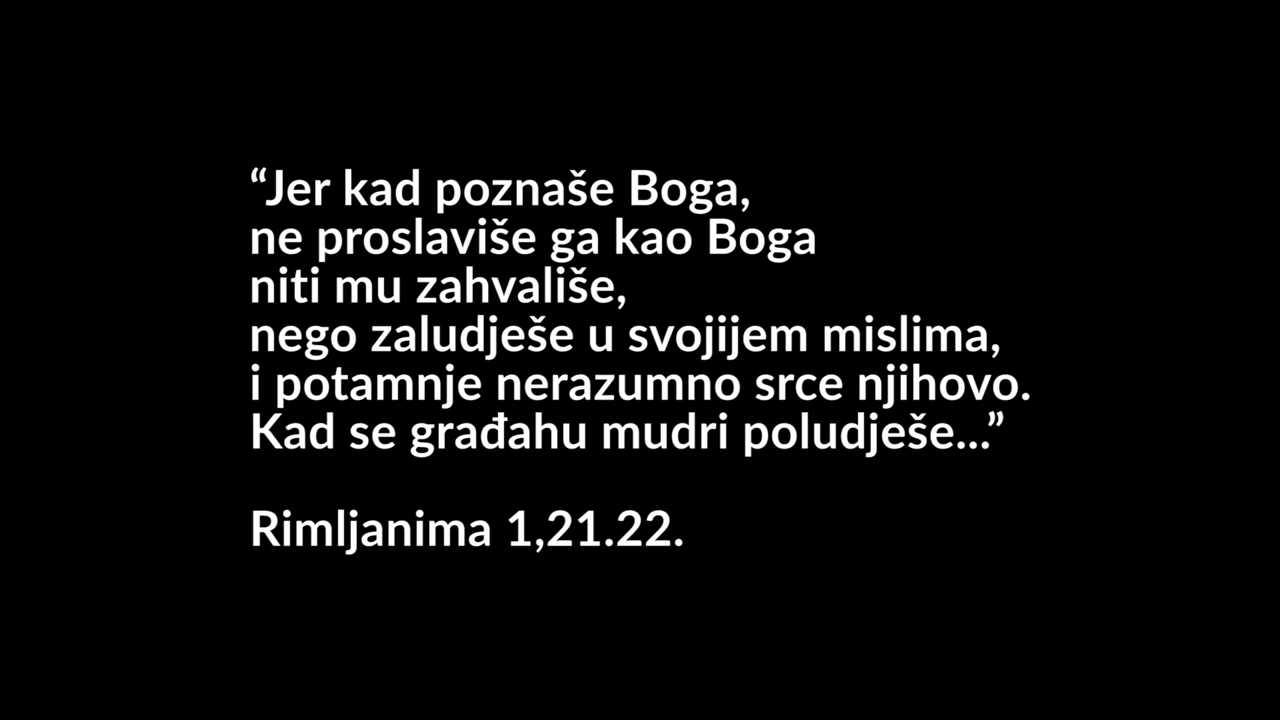 “Jer kad poznaše Boga,
ne proslaviše ga kao Boga
niti mu zahvališe,
nego zaludješe u svojijem mislima,
i potamnje nerazumno srce njihovo.
Kad se građahu mudri poludješe...”
Rimljanima 1,21.22.